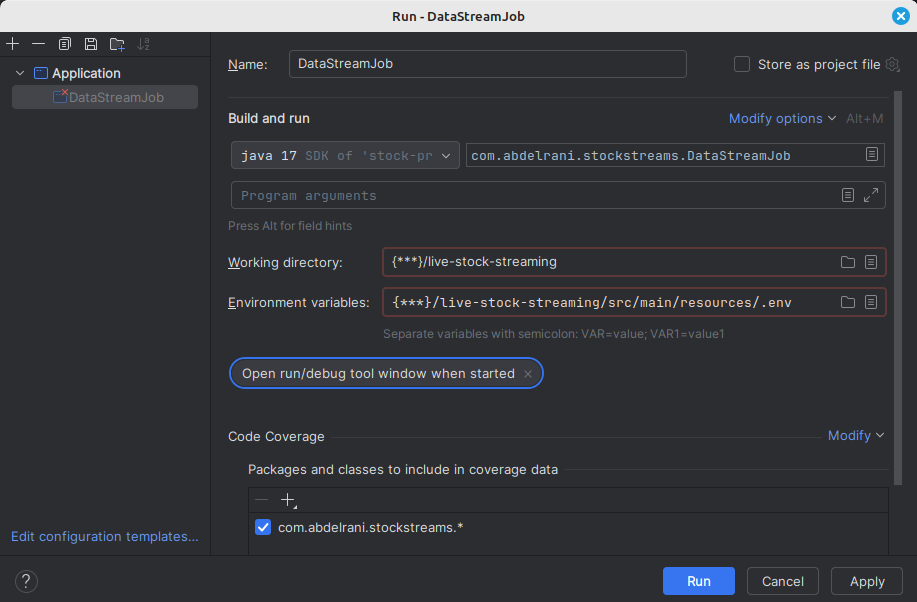 Run - DataStreamJob
Application
DataStreamJob
Edit configuration templates...
Name: DataStreamJob Store as project file
Build and run Modify options Alt+M
java 17 SDK of 'stock-pr com.abdelrani.stockstreams.DataStreamJob
Program arguments
Press Alt for field hints
Working directory: {***}/live-stock-streaming
Environment variables: {***}/live-stock-streaming/src/main/resources/.env
Separate variables with semicolon: VAR=value; VAR1=value1
Open run/debug tool window when started
Code Coverage Modify
Packages and classes to include in coverage data
com.abdelrani.stockstreams.*
? Run Cancel Apply